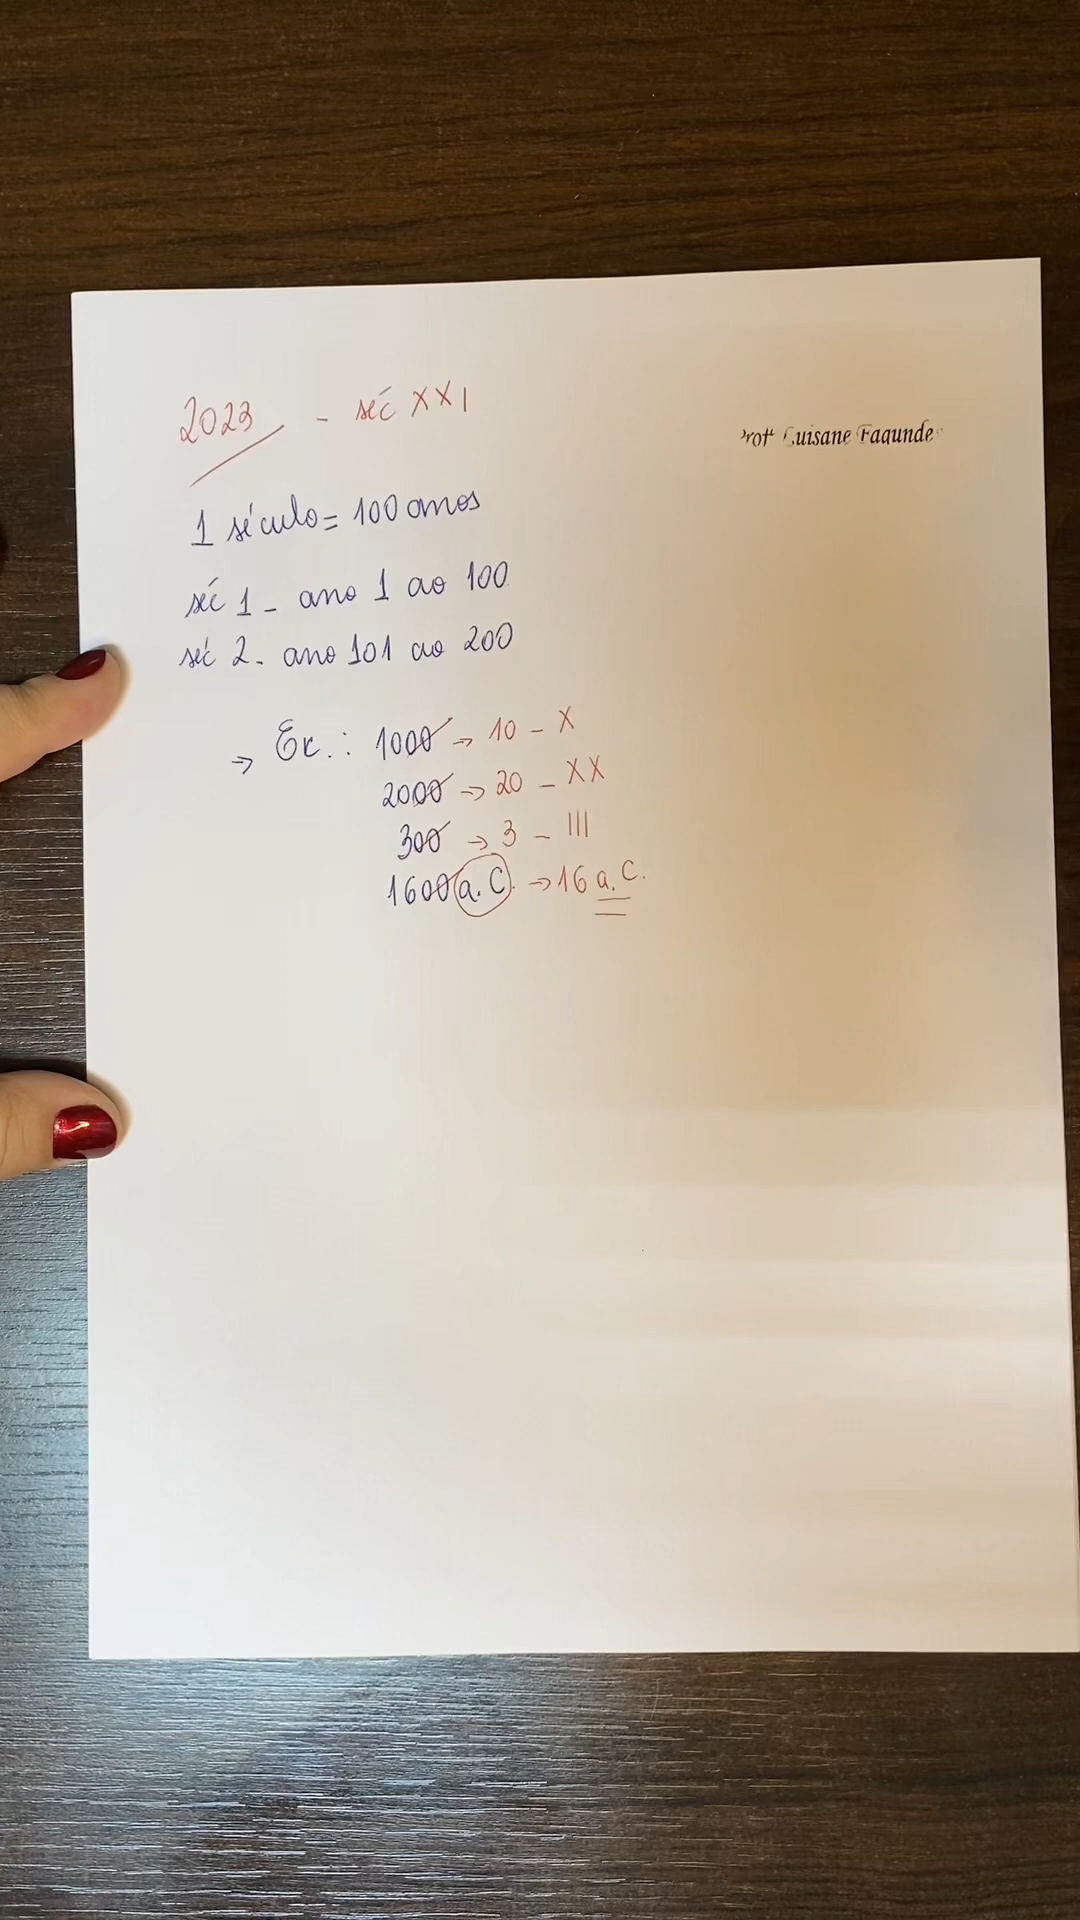 2023 - séc XXI
Prof. Luisane Fagundes
1 século = 100 anos
séc 1 - ano 1 ao 100
séc 2 - ano 101 ao 200
→ Ex.: 1000 → 10 - X
2000 → 20 - XX
300 → 3 - III
1600 a.C. → 16 a.C.